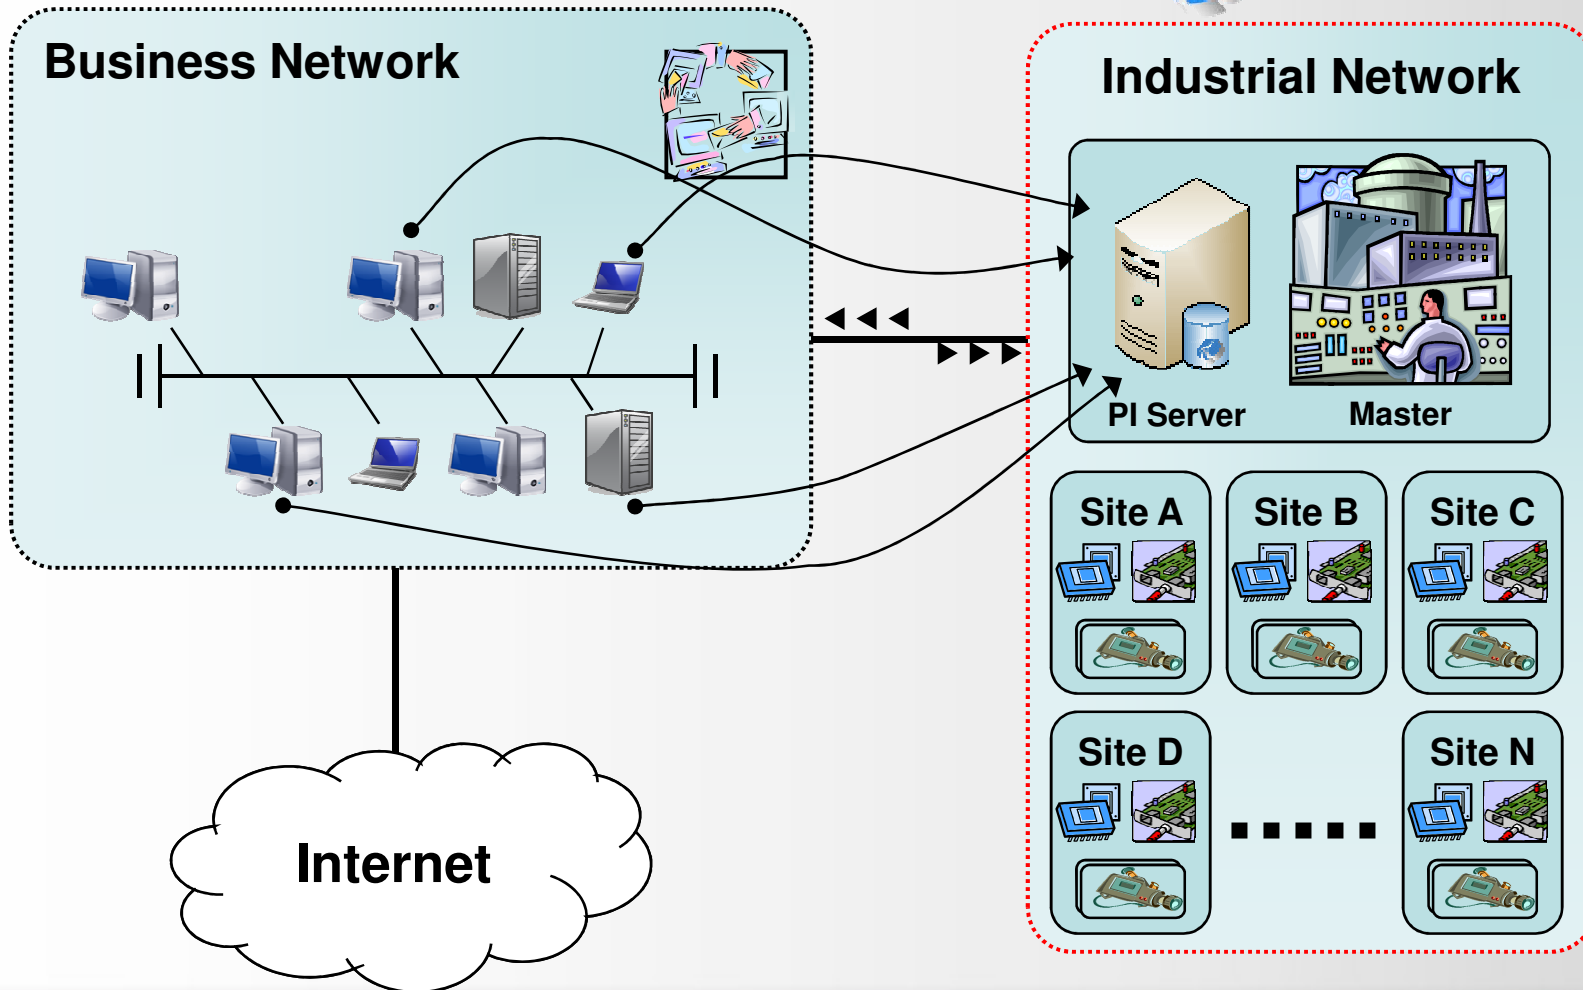 Business Network
Industrial Network
PI Server
Master
Site A
Site B
Site C
Site D
Site N
Internet